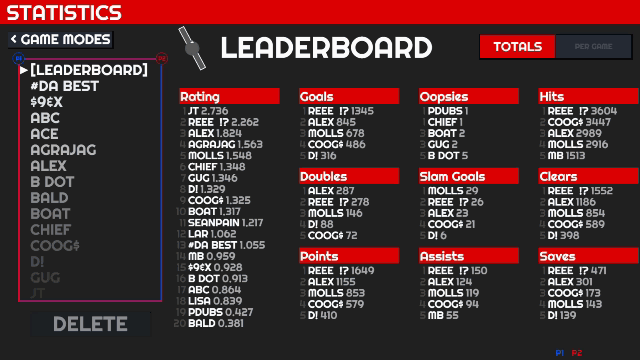 STATISTICS
< GAME MODES
LEADERBOARD
TOTALS
PER GAME
P1
P2
[LEADERBOARD]
#DA BEST
$9€X
ABC
ACE
AGRAJAG
ALEX
B DOT
BALD
BOAT
CHIEF
COOG$
D!
GUG
JT
DELETE
Rating
1 JT 2,736
2 REEE !? 2,262
3 ALEX 1,824
4 AGRAJAG 1,563
5 MOLLS 1,548
6 CHIEF 1,348
7 GUG 1,346
8 D! 1,329
9 COOG$ 1,325
10 BOAT 1,317
11 SEANPAIN 1,217
12 LAR 1,062
13 #DA BEST 1,055
14 MB 0,959
15 $9€X 0,928
16 B DOT 0,913
17 ABC 0,864
18 LISA 0,839
19 PDUBS 0,427
20 BALD 0,381
Goals
1 REEE !? 1345
2 ALEX 845
3 MOLLS 678
4 COOG$ 486
5 D! 316
Oopsies
1 PDUBS 1
1 CHIEF 1
3 BOAT 2
3 GUG 2
5 B DOT 5
Hits
1 REEE !? 3604
2 COOG$ 3447
3 ALEX 2989
4 MOLLS 2916
5 MB 1513
Doubles
1 ALEX 287
2 REEE !? 278
3 MOLLS 146
4 D! 88
5 COOG$ 72
Slam Goals
1 MOLLS 29
2 REEE !? 26
3 ALEX 23
4 COOG$ 21
5 D! 6
Clears
1 REEE !? 1552
2 ALEX 1186
3 MOLLS 854
4 COOG$ 589
5 D! 398
Points
1 REEE !? 1649
2 ALEX 1155
3 MOLLS 853
4 COOG$ 579
5 D! 410
Assists
1 REEE !? 150
2 ALEX 124
3 MOLLS 119
4 COOG$ 94
5 MB 55
Saves
1 REEE !? 471
2 ALEX 301
3 COOG$ 173
4 MOLLS 143
5 D! 139
P1 P2